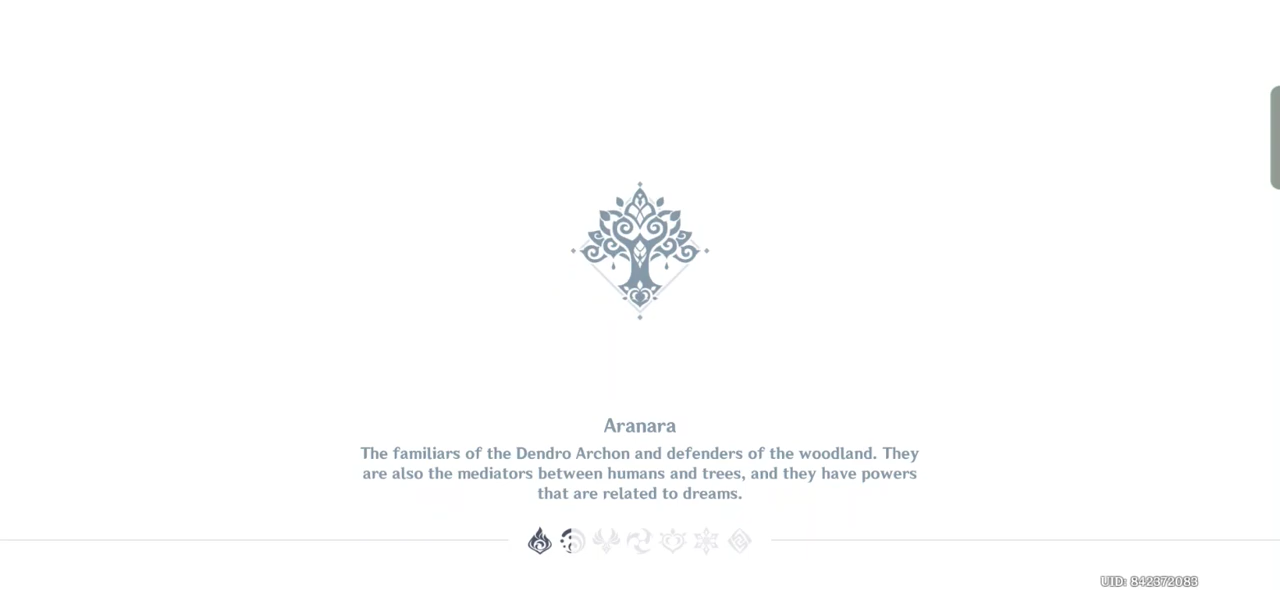 Aranara
The familiars of the Dendro Archon and defenders of the woodland. They
are also the mediators between humans and trees, and they have powers
that are related to dreams.
UID: 842372083